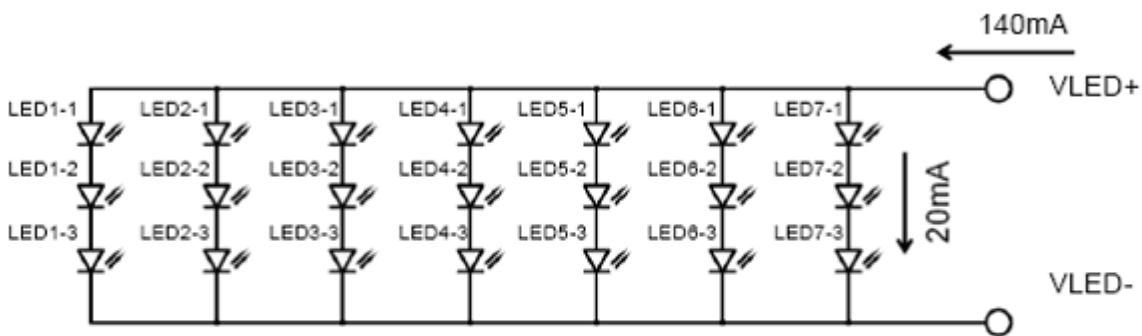 140mA
VLED+
LED1-1 LED2-1 LED3-1 LED4-1 LED5-1 LED6-1 LED7-1
LED1-2 LED2-2 LED3-2 LED4-2 LED5-2 LED6-2 LED7-2
20mA
LED1-3 LED2-3 LED3-3 LED4-3 LED5-3 LED6-3 LED7-3
VLED-